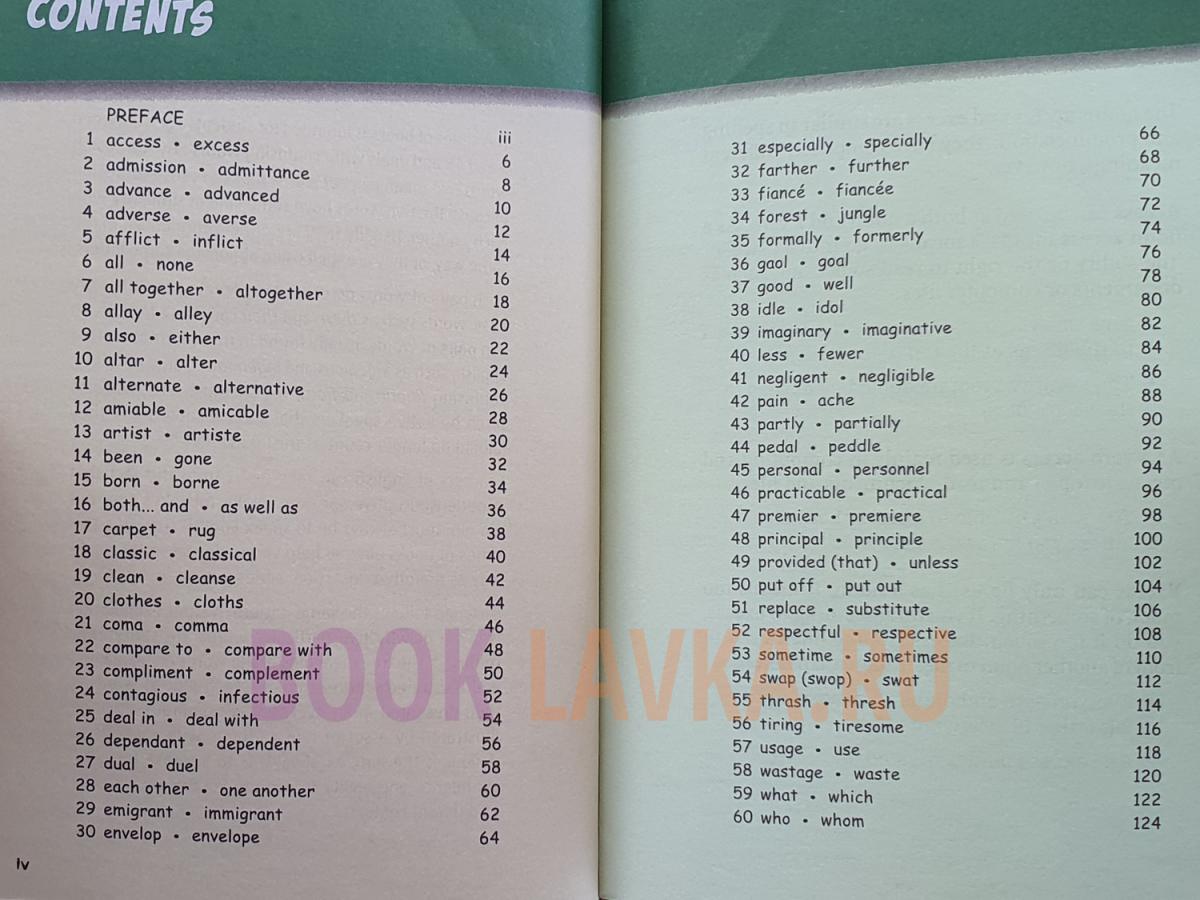 CONTENTS
PREFACE iii
1 access • excess 6
2 admission • admittance 8
3 advance • advanced 10
4 adverse • averse 12
5 afflict • inflict 14
6 all • none 16
7 all together • altogether 18
8 allay • alley 20
9 also • either 22
10 altar • alter 24
11 alternate • alternative 26
12 amiable • amicable 28
13 artist • artiste 30
14 been • gone 32
15 born • borne 34
16 both... and • as well as 36
17 carpet • rug 38
18 classic • classical 40
19 clean • cleanse 42
20 clothes • cloths 44
21 coma • comma 46
22 compare to • compare with 48
23 compliment • complement 50
24 contagious • infectious 52
25 deal in • deal with 54
26 dependant • dependent 56
27 dual • duel 58
28 each other • one another 60
29 emigrant • immigrant 62
30 envelop • envelope 64
iv
31 especially • specially 66
32 farther • further 68
33 fiancé • fiancée 70
34 forest • jungle 72
35 formally • formerly 74
36 gaol • goal 76
37 good • well 78
38 idle • idol 80
39 imaginary • imaginative 82
40 less • fewer 84
41 negligent • negligible 86
42 pain • ache 88
43 partly • partially 90
44 pedal • peddle 92
45 personal • personnel 94
46 practicable • practical 96
47 premier • premiere 98
48 principal • principle 100
49 provided (that) • unless 102
50 put off • put out 104
51 replace • substitute 106
52 respectful • respective 108
53 sometime • sometimes 110
54 swap (swop) • swat 112
55 thrash • thresh 114
56 tiring • tiresome 116
57 usage • use 118
58 wastage • waste 120
59 what • which 122
60 who • whom 124
BOOK LAVKA.RU